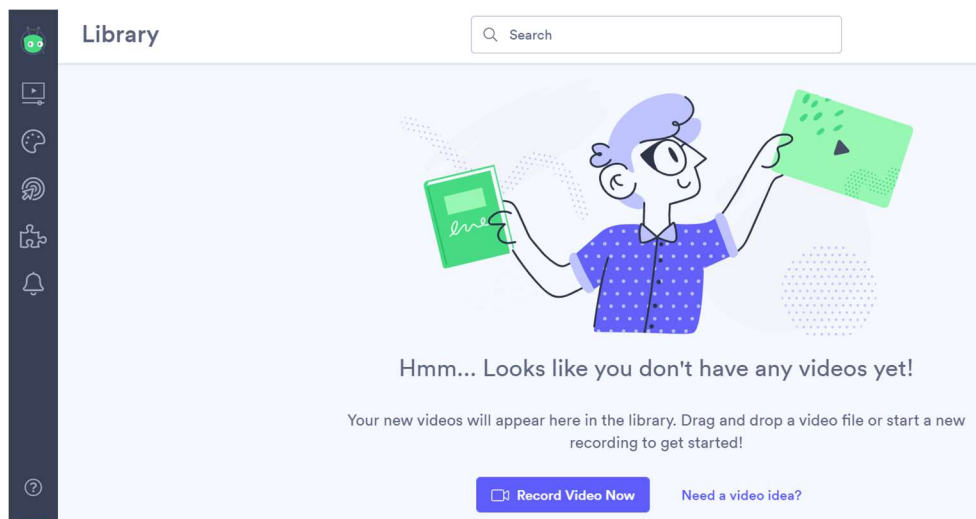 Library
Search
Hmm... Looks like you don't have any videos yet!
Your new videos will appear here in the library. Drag and drop a video file or start a new
recording to get started!
Record Video Now
Need a video idea?